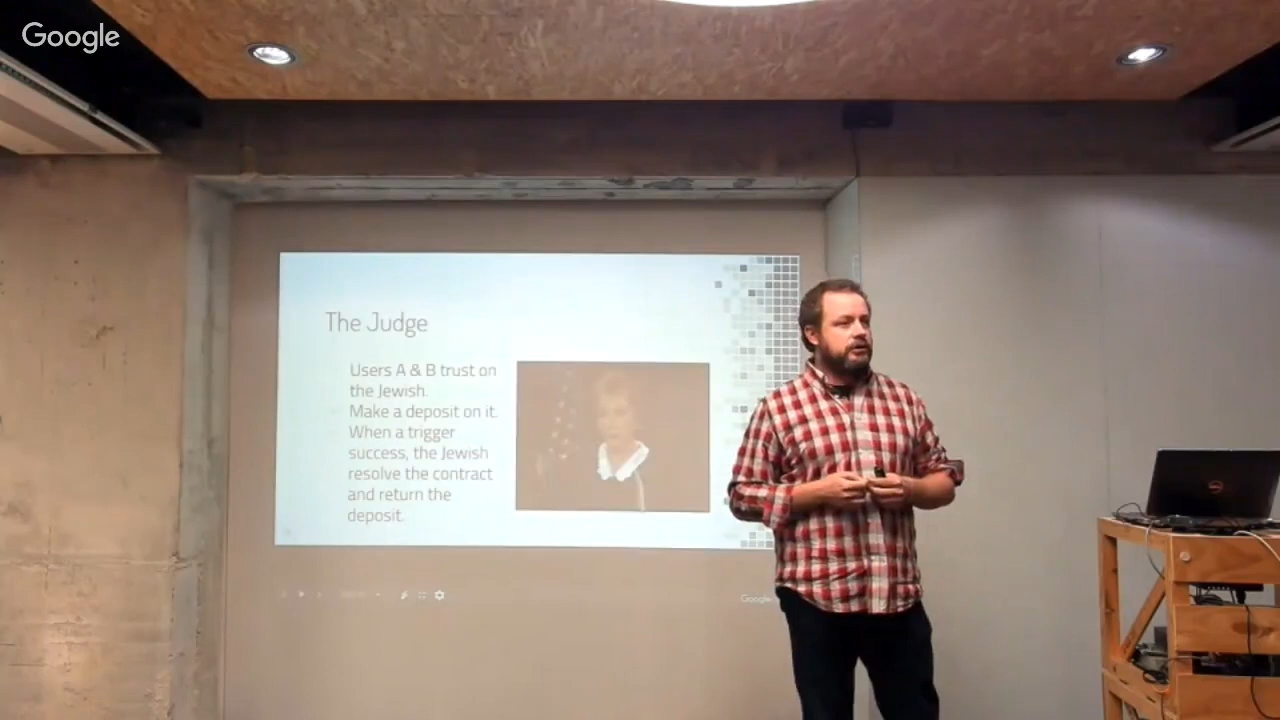 Google
The Judge
Users A & B trust on
the Jewish.
Make a deposit on it.
When a trigger
success, the Jewish
resolve the contract
and return the
deposit.
Google